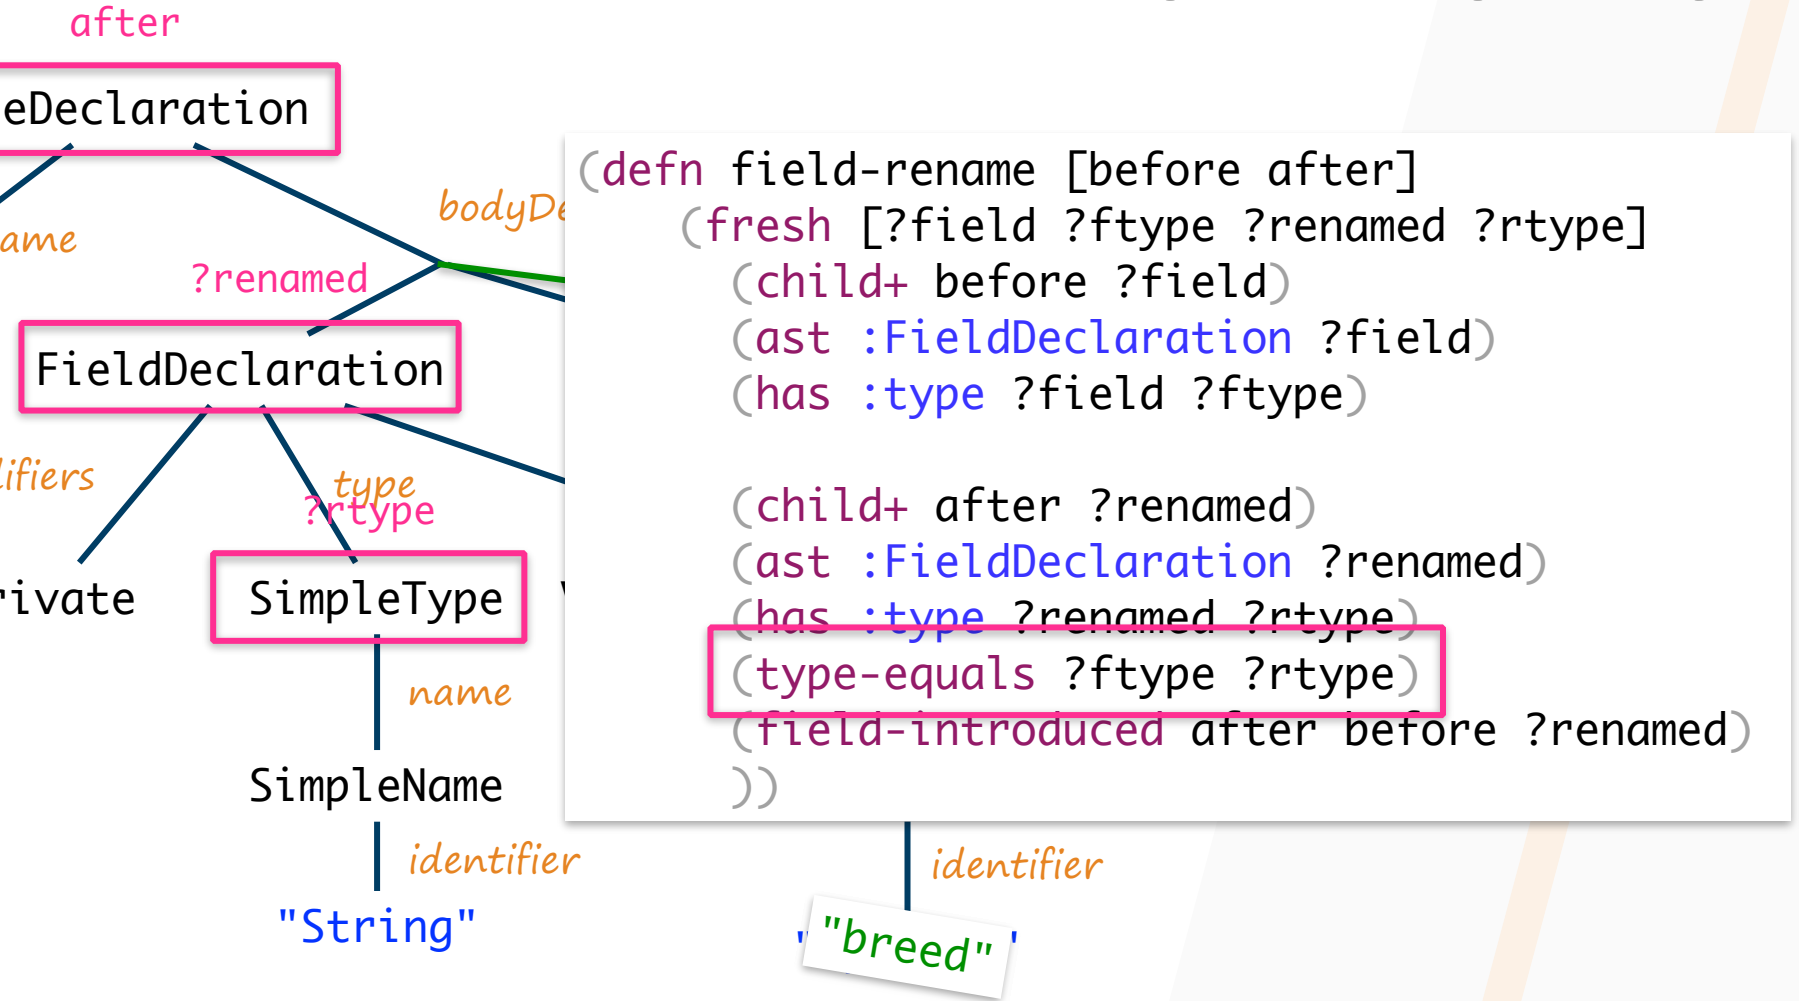 after
eDeclaration
ame
bodyDe
?renamed
FieldDeclaration
ifiers
type
?rtype
rivate
SimpleType
name
SimpleName
identifier
"String"
(defn field-rename [before after]
(fresh [?field ?ftype ?renamed ?rtype]
(child+ before ?field)
(ast :FieldDeclaration ?field)
(has :type ?field ?ftype)
(child+ after ?renamed)
(ast :FieldDeclaration ?renamed)
(has :type ?renamed ?rtype)
(type-equals ?ftype ?rtype)
(field-introduced after before ?renamed)
))
identifier
"breed"